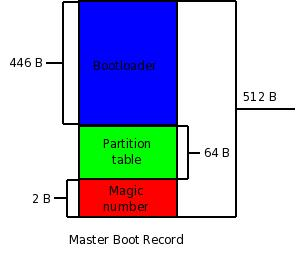 446 B
Bootloader
512 B
Partition
table
64 B
Magic
number
2 B
Master Boot Record